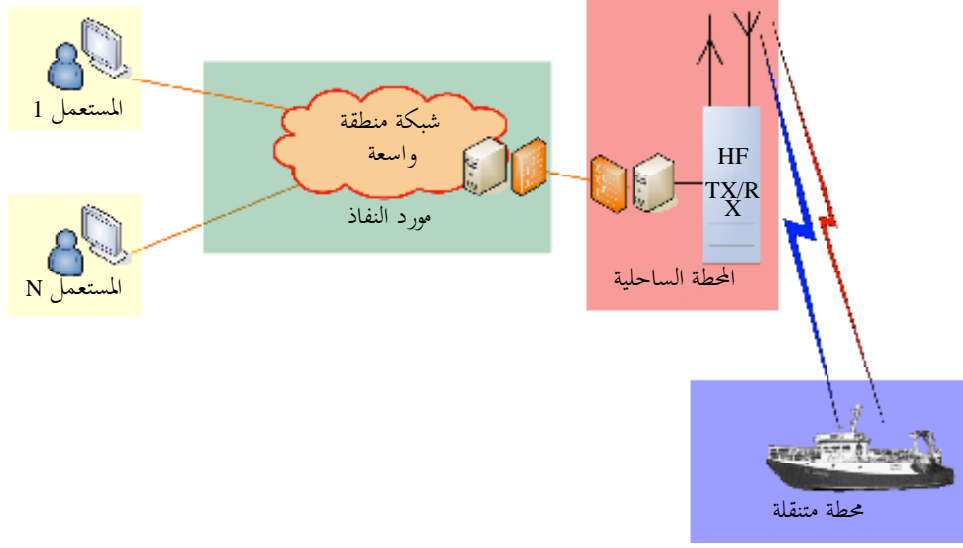 المستعمل 1
شبكة منطقة
واسعة
مورد النفاذ
المستعمل N
HF
TX/R
X
المحطة الساحلية
محطة متنقلة